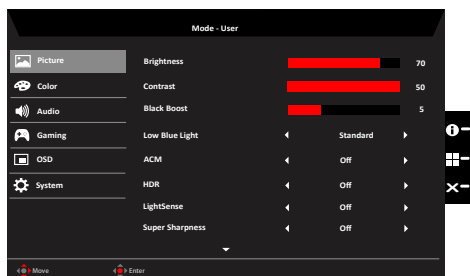 Mode - User
Picture
Color
Audio
Gaming
OSD
System
Brightness 70
Contrast 50
Black Boost 5
Low Blue Light Standard
ACM Off
HDR Off
LightSense Off
Super Sharpness Off
Move Enter